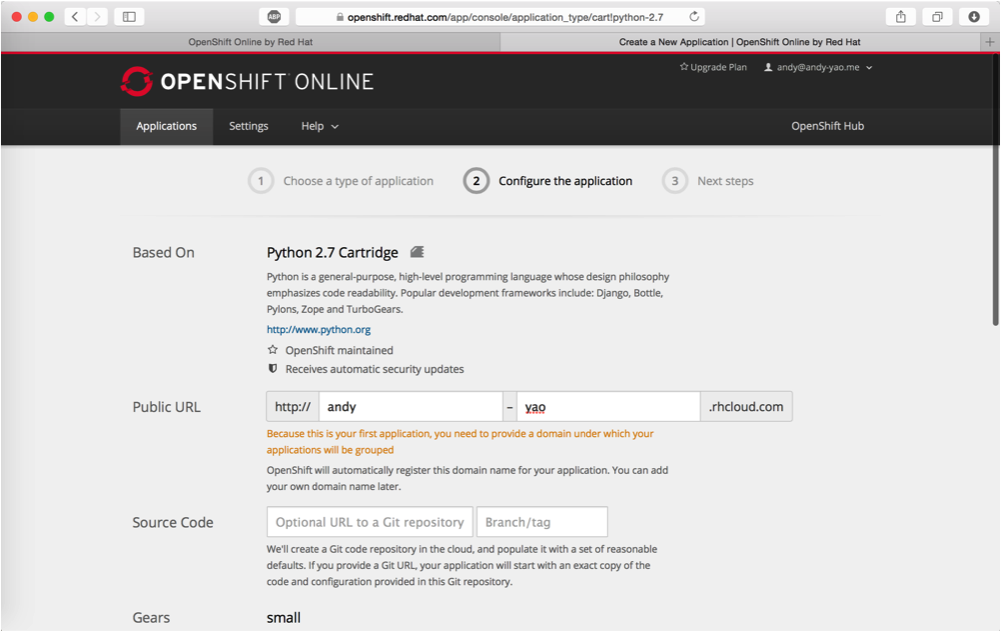 ABP
openshift.redhat.com/app/console/application_type/cart!python-2.7
OpenShift Online by Red Hat
Create a New Application | OpenShift Online by Red Hat
OPENSHIFT ONLINE
Upgrade Plan
andy@andy-yao.me
Applications
Settings
Help
OpenShift Hub
1 Choose a type of application
2 Configure the application
3 Next steps
Based On
Python 2.7 Cartridge
Python is a general-purpose, high-level programming language whose design philosophy
emphasizes code readability. Popular development frameworks include: Django, Bottle,
Pylons, Zope and TurboGears.
http://www.python.org
OpenShift maintained
Receives automatic security updates
Public URL
http:// andy – yao .rhcloud.com
Because this is your first application, you need to provide a domain under which your
applications will be grouped
OpenShift will automatically register this domain name for your application. You can add
your own domain name later.
Source Code
Optional URL to a Git repository
Branch/tag
We'll create a Git code repository in the cloud, and populate it with a set of reasonable
defaults. If you provide a Git URL, your application will start with an exact copy of the
code and configuration provided in this Git repository.
Gears
small